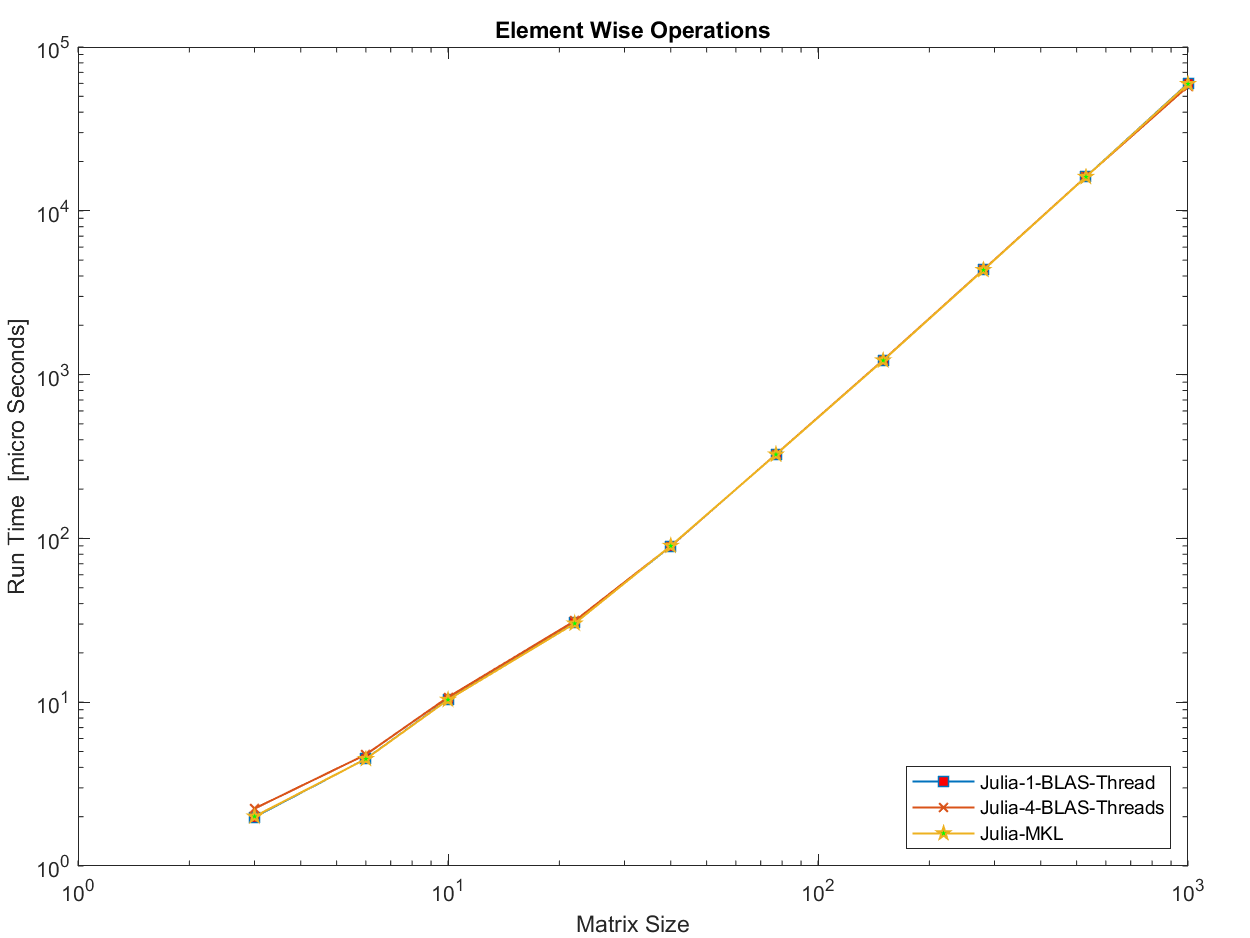 Element Wise Operations
10^5
10^4
10^3
10^2
10^1
10^0
Run Time [micro Seconds]
Julia-1-BLAS-Thread
Julia-4-BLAS-Threads
Julia-MKL
10^0 10^1 10^2 10^3
Matrix Size